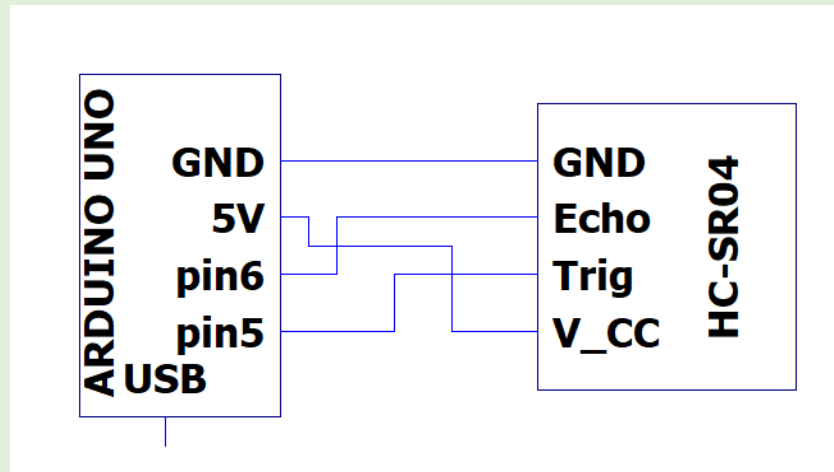 ARDUINO UNO
GND
5V
pin6
pin5
USB
GND
Echo
Trig
V_CC
HC-SR04